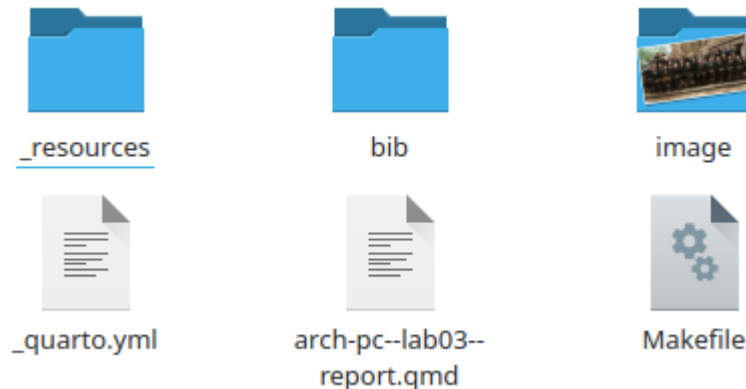 _resources
bib
image
_quarto.yml
arch-pc--lab03--
report.qmd
Makefile